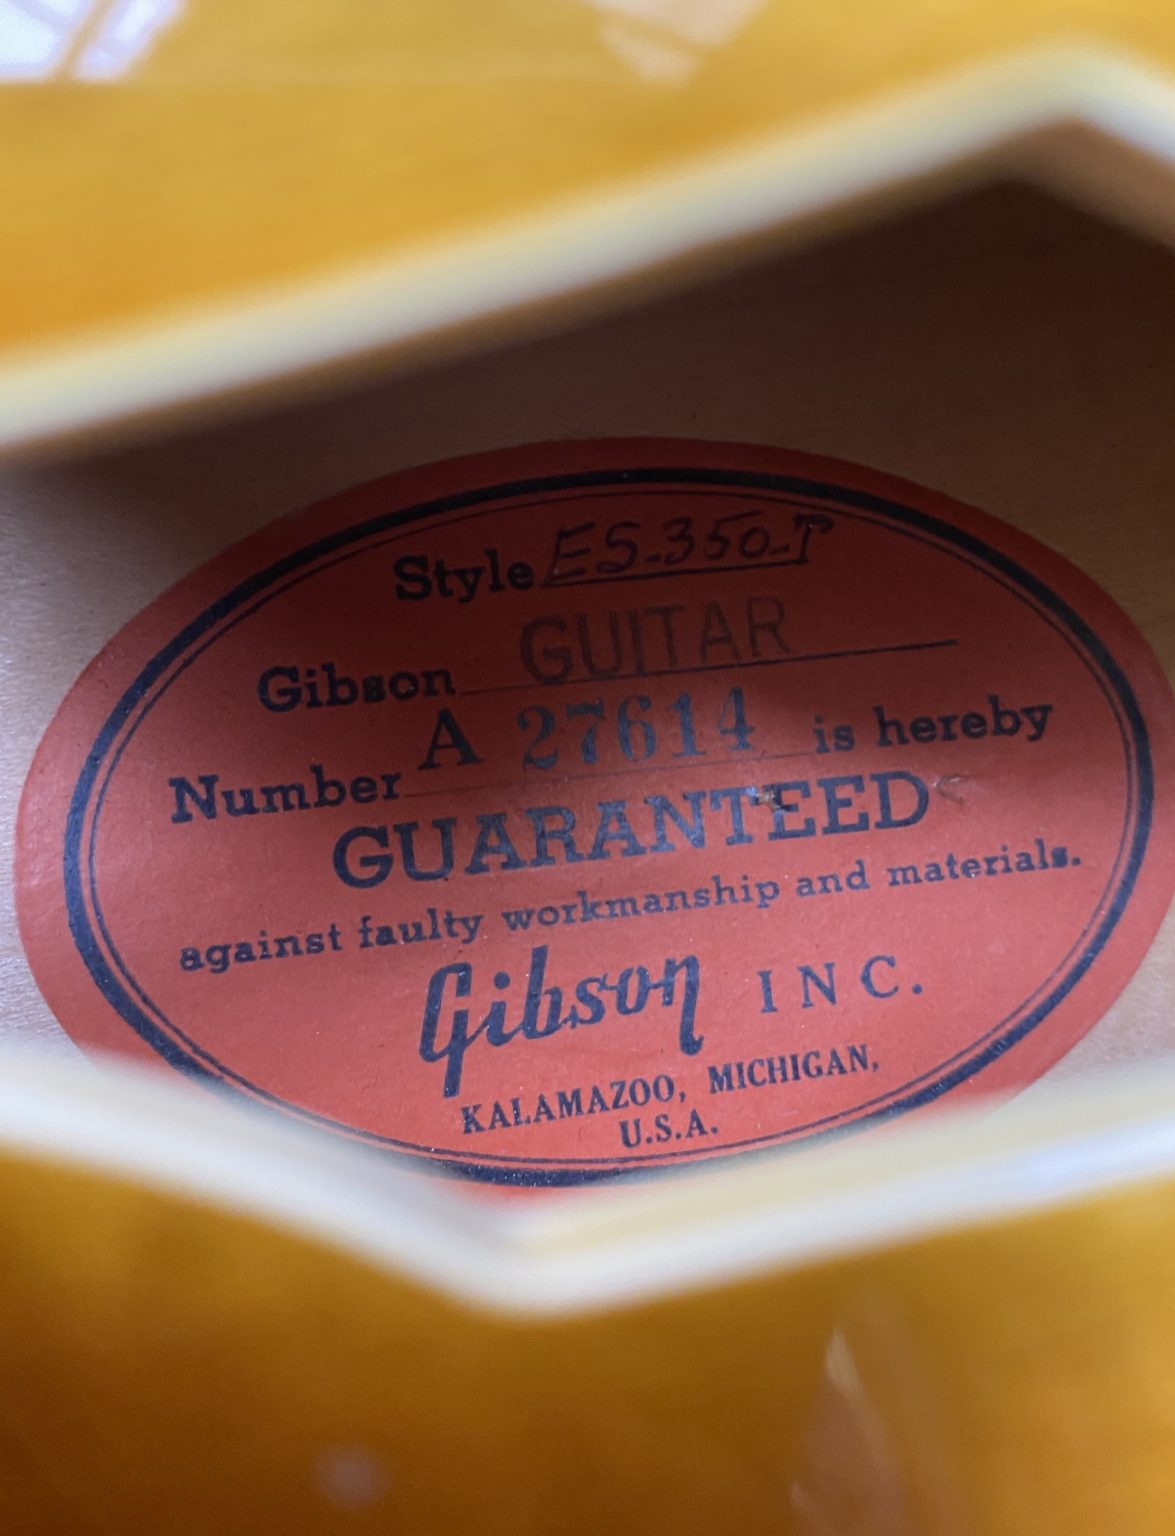 Style ES-350-T
Gibson GUITAR
Number A 27614 is hereby
GUARANTEED
against faulty workmanship and materials.
Gibson INC.
KALAMAZOO, MICHIGAN,
U.S.A.